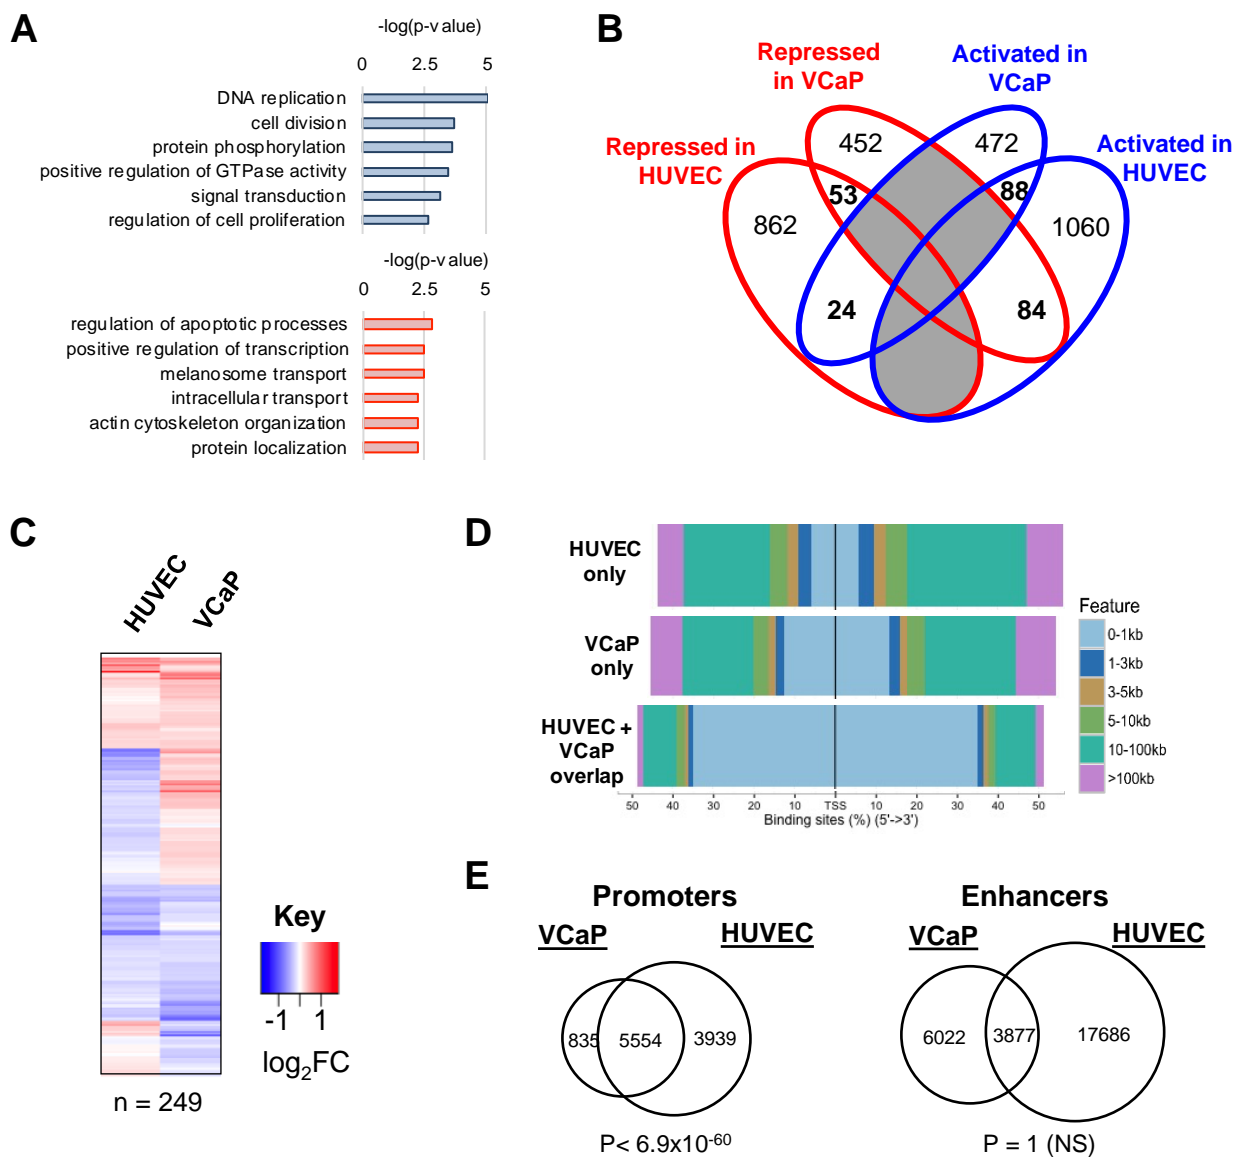 A
-log(p-value)
0 2.5 5
DNA replication
cell division
protein phosphorylation
positive regulation of GTPase activity
signal transduction
regulation of cell proliferation
-log(p-value)
0 2.5 5
regulation of apoptotic processes
positive regulation of transcription
melanosome transport
intracellular transport
actin cytoskeleton organization
protein localization
B
Repressed
in VCaP
Activated in
VCaP
Repressed in
HUVEC
Activated in
HUVEC
452
472
53
88
862
1060
24
84
C
HUVEC
VCaP
Key
-1 1
log2FC
n = 249
D
HUVEC
only
VCaP
only
HUVEC +
VCaP
overlap
50 40 30 20 10 TSS 10 20 30 40 50
Binding sites (%) (5'->3')
Feature
0-1kb
1-3kb
3-5kb
5-10kb
10-100kb
>100kb
E
Promoters
VCaP
HUVEC
835 5554 3939
P< 6.9x10-60
Enhancers
VCaP
HUVEC
6022 3877 17686
P = 1 (NS)